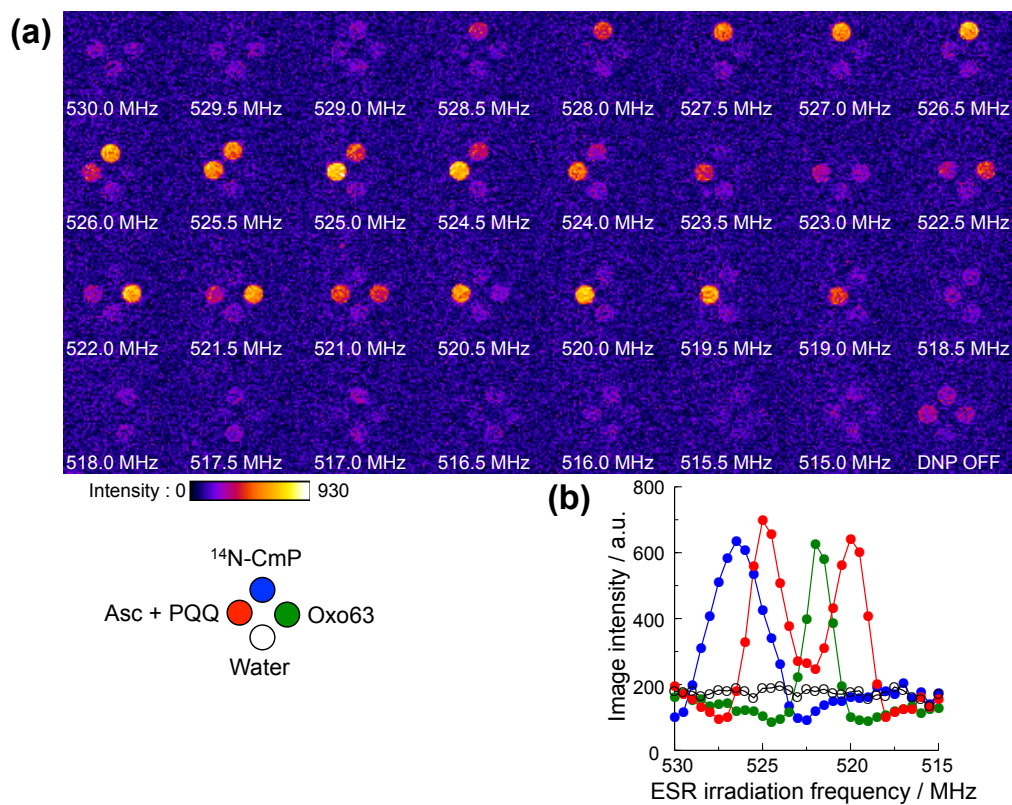 (a)
530.0 MHz 529.5 MHz 529.0 MHz 528.5 MHz 528.0 MHz 527.5 MHz 527.0 MHz 526.5 MHz
526.0 MHz 525.5 MHz 525.0 MHz 524.5 MHz 524.0 MHz 523.5 MHz 523.0 MHz 522.5 MHz
522.0 MHz 521.5 MHz 521.0 MHz 520.5 MHz 520.0 MHz 519.5 MHz 519.0 MHz 518.5 MHz
518.0 MHz 517.5 MHz 517.0 MHz 516.5 MHz 516.0 MHz 515.5 MHz 515.0 MHz DNP OFF
Intensity : 0 930
¹⁴N-CmP
Asc + PQQ Oxo63
Water
(b)
Image intensity / a.u.
800
600
400
200
0
530 525 520 515
ESR irradiation frequency / MHz